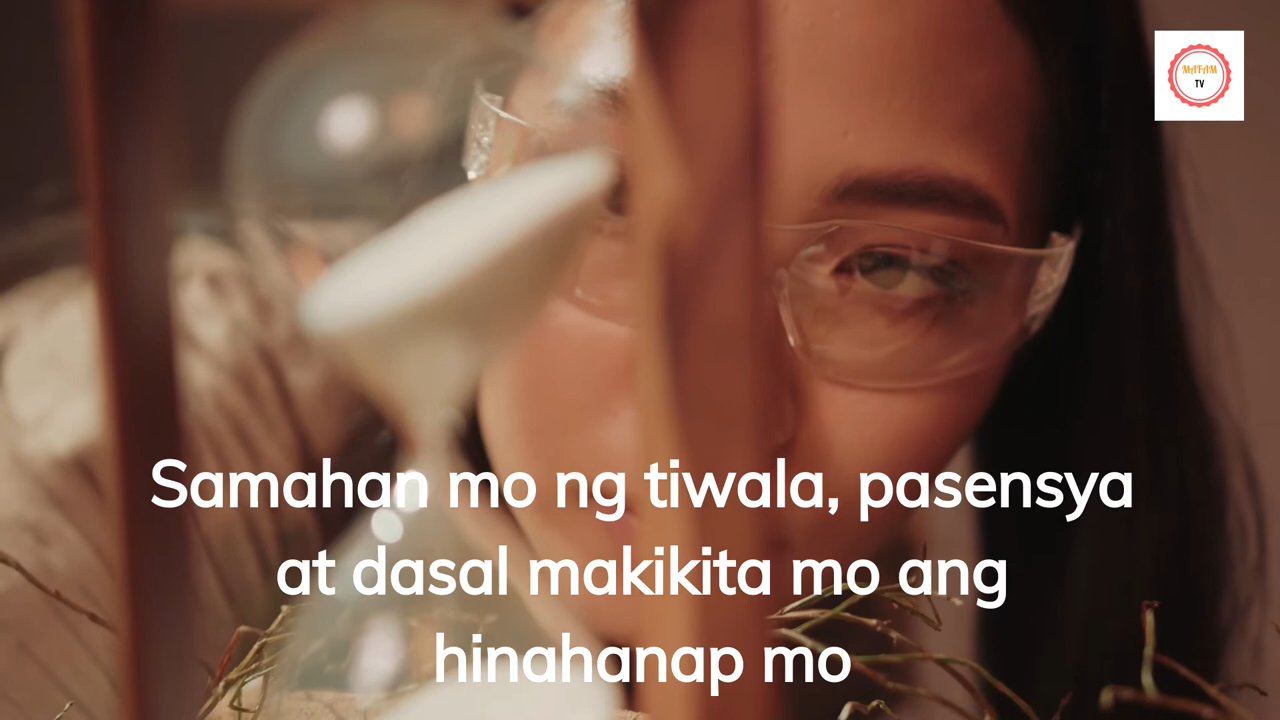 MAFAM
TV
Samahan mo ng tiwala, pasensya
at dasal makikita mo ang
hinahanap mo